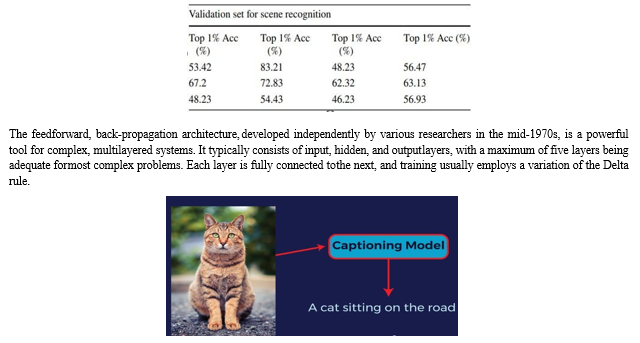 Validation set for scene recognition
Top 1% Acc Top 1% Acc Top 1% Acc Top 1% Acc (%)
(%) (%) (%)
53.42 83.21 48.23 56.47
67.2 72.83 62.32 63.13
48.23 54.43 46.23 56.93
The feedforward, back-propagation architecture, developed independently by various researchers in the mid-1970s, is a powerful
tool for complex, multilayered systems. It typically consists of input, hidden, and outputlayers, with a maximum of five layers being
adequate formost complex problems. Each layer is fully connected tothe next, and training usually employs a variation of the Delta
rule.
Captioning Model
A cat sitting on the road